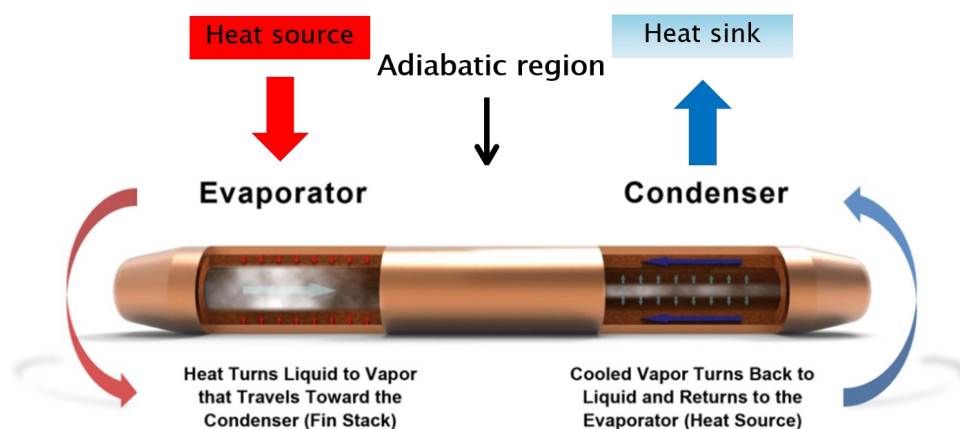 Heat source
Heat sink
Adiabatic region
Evaporator
Condenser
Heat Turns Liquid to Vapor
that Travels Toward the
Condenser (Fin Stack)
Cooled Vapor Turns Back to
Liquid and Returns to the
Evaporator (Heat Source)